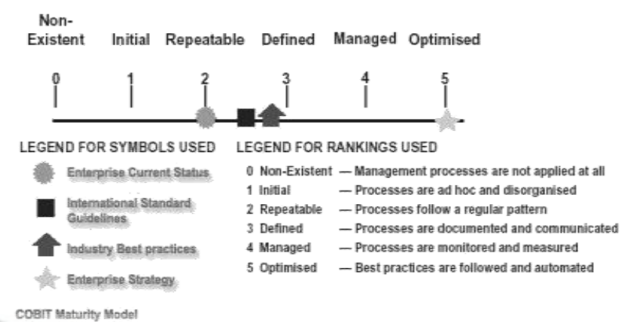 Non-
Existent Initial Repeatable Defined Managed Optimised
0 1 2 3 4 5
LEGEND FOR SYMBOLS USED
Enterprise Current Status
International Standard
Guidelines
Industry Best practices
Enterprise Strategy
LEGEND FOR RANKINGS USED
0 Non-Existent — Management processes are not applied at all
1 Initial — Processes are ad hoc and disorganised
2 Repeatable — Processes follow a regular pattern
3 Defined — Processes are documented and communicated
4 Managed — Processes are monitored and measured
5 Optimised — Best practices are followed and automated
COBIT Maturity Model